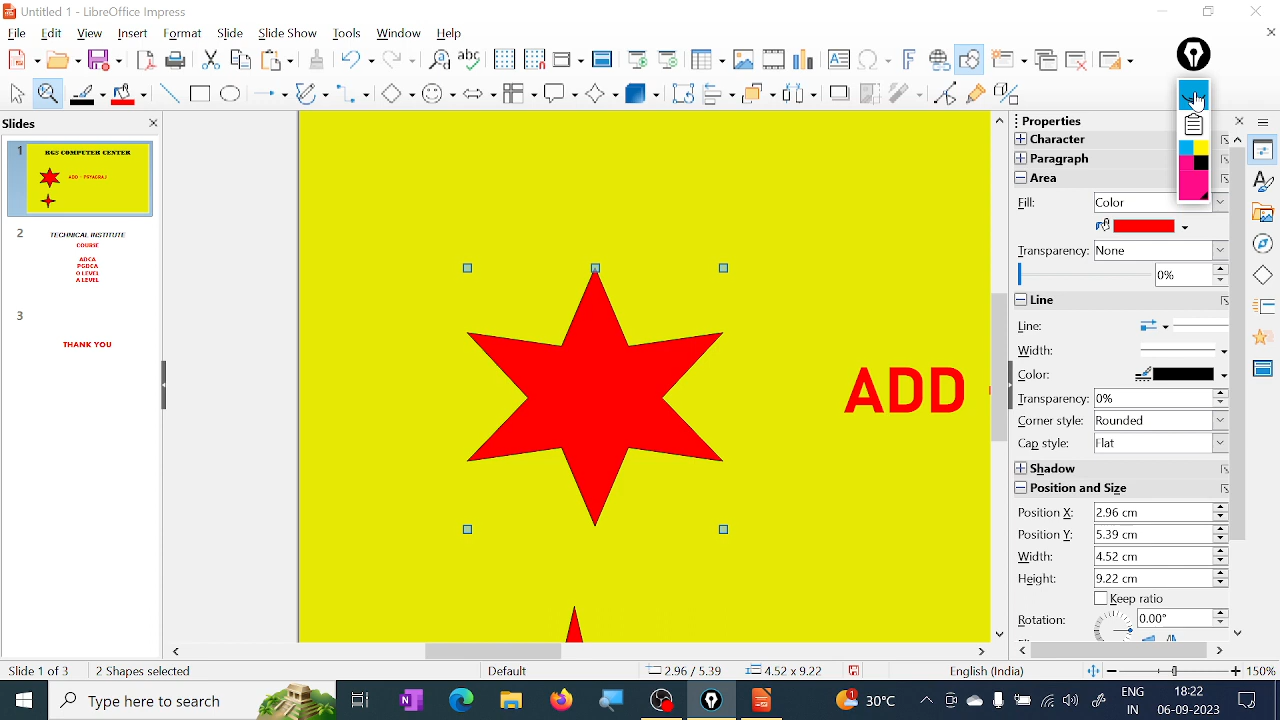 Untitled 1 - LibreOffice Impress
File Edit View Insert Format Slide Slide Show Tools Window Help
Slides
1
RGS COMPUTER CENTER
2
TECHNICAL INSTITUTE
COURSE
ADCA
PGDCA
O LEVEL
A LEVEL
3
THANK YOU
ADD
Properties
Character
Paragraph
Area
Fill: Color
Transparency: None
0%
Line
Line:
Width:
Color:
Transparency: 0%
Corner style: Rounded
Cap style: Flat
Shadow
Position and Size
Position X: 2.96 cm
Position Y: 5.39 cm
Width: 4.52 cm
Height: 9.22 cm
Keep ratio
Rotation: 0.00°
Slide 1 of 3 2 Shapes selected Default 2.96 / 5.39 4.52 x 9.22 English (India) 150%
Type here to search
1
30°C
ENG
IN
18:22
06-09-2023